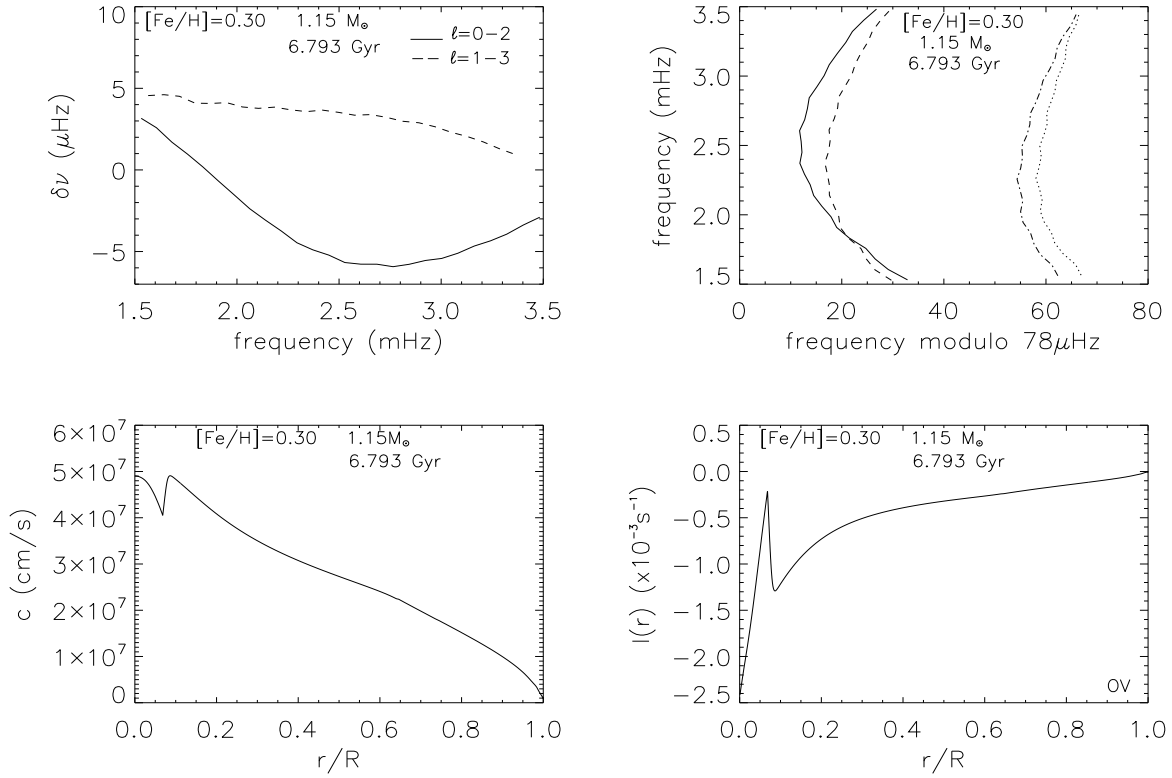 [Fe/H]=0.30 1.15 M⊙
6.793 Gyr
ℓ=0−2
ℓ=1−3
10
5
0
−5
δν (μHz)
1.5 2.0 2.5 3.0 3.5
frequency (mHz)
[Fe/H]=0.30
1.15 M⊙
6.793 Gyr
3.5
3.0
2.5
2.0
1.5
frequency (mHz)
0 20 40 60 80
frequency modulo 78μHz
[Fe/H]=0.30 1.15M⊙
6.793 Gyr
6×10⁷
5×10⁷
4×10⁷
3×10⁷
2×10⁷
1×10⁷
0
c (cm/s)
0.0 0.2 0.4 0.6 0.8 1.0
r/R
[Fe/H]=0.30 1.15 M⊙
6.793 Gyr
0.5
0.0
−0.5
−1.0
−1.5
−2.0
−2.5
I(r) (x10⁻³s⁻¹)
OV
0.0 0.2 0.4 0.6 0.8 1.0
r/R